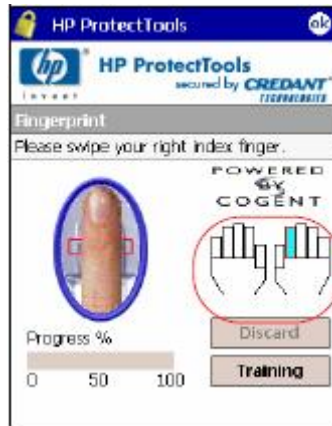 HP ProtectTools
ok
hp
HP ProtectTools
invent
secured by CREDANT
TECHNOLOGIES
Fingerprint
Please swipe your right index finger.
POWERED
BY
COGENT
Progress %
Discard
0 50 100
Training